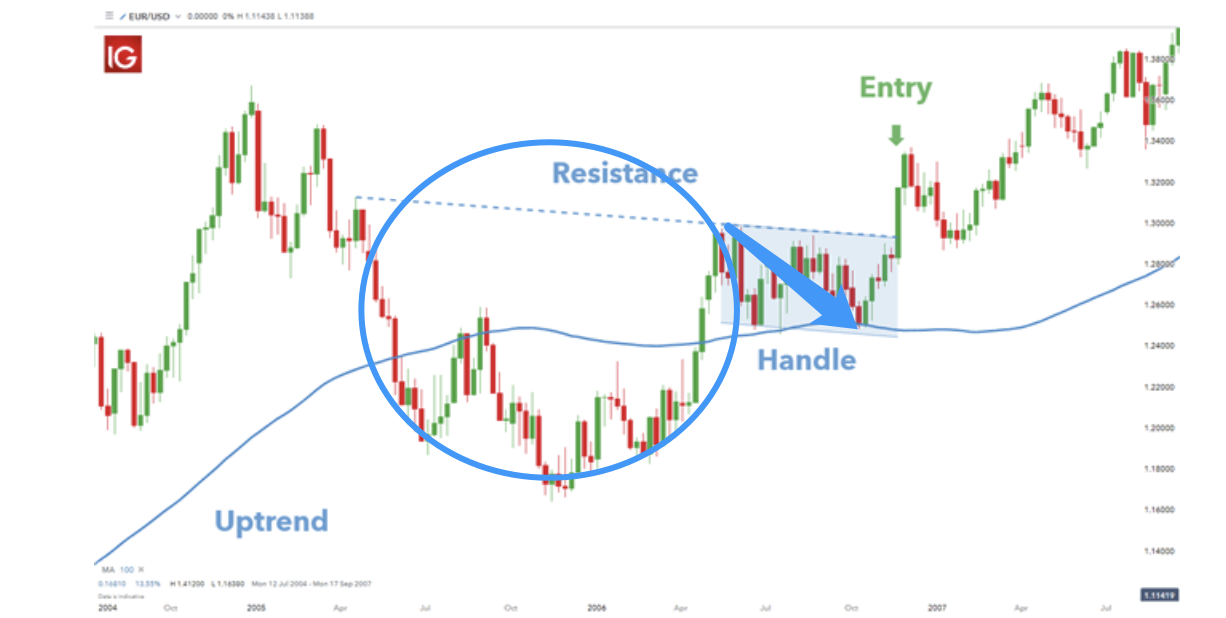 EUR/USD 0.00000 0% H 1.11438 L 1.11388
IG
Entry
1.38000
1.36000
Resistance
1.34000
1.32000
1.30000
1.28000
1.26000
Handle
1.24000
1.22000
1.20000
1.18000
Uptrend
1.16000
1.14000
MA 100
0.16810 13.55% H 1.41200 L 1.16380 Mon 12 Jul 2004 - Mon 17 Sep 2007
Data is indicative
1.11419
2004 Oct 2005 Apr Jul Oct 2006 Apr Jul Oct 2007 Apr Jul